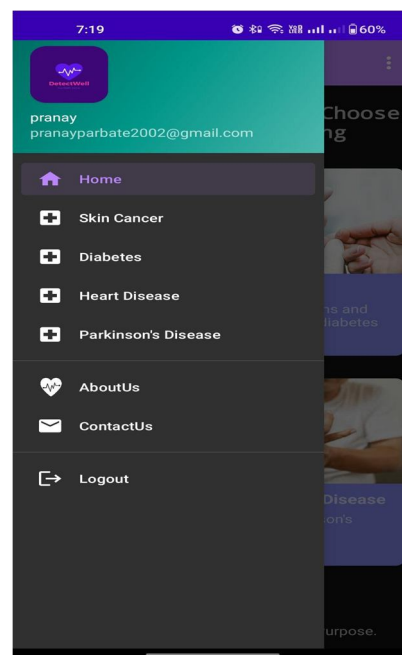 7:19
60%
DetectWell
pranay
pranayparbate2002@gmail.com
Choose
ng
Home
Skin Cancer
Diabetes
Heart Disease
Parkinson's Disease
AboutUs
ContactUs
Logout
ns and
diabetes
Disease
on's
urpose.